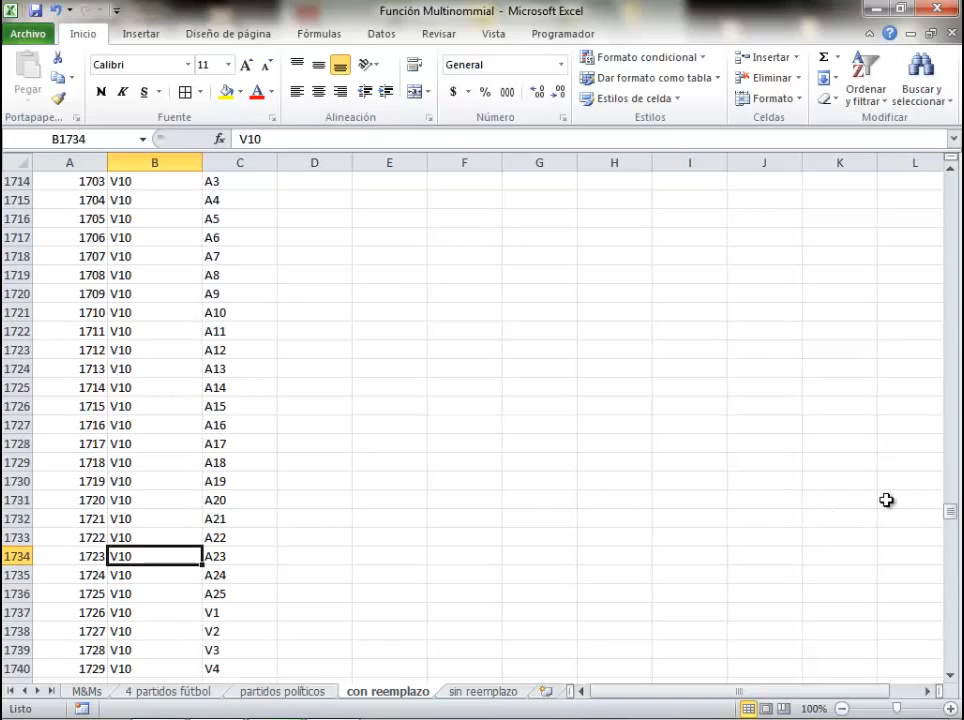 Función Multinommial - Microsoft Excel
Archivo Inicio Insertar Diseño de página Fórmulas Datos Revisar Vista Programador
Pegar
Calibri 11
General
Formato condicional
Insertar
Σ
N K S
$ % 000
Dar formato como tabla
Eliminar
Ordenar y filtrar
Buscar y seleccionar
Estilos de celda
Formato
Portapape... Fuente Alineación Número Estilos Celdas Modificar
B1734 fx V10
A B C D E F G H I J K L
1714 1703 V10 A3
1715 1704 V10 A4
1716 1705 V10 A5
1717 1706 V10 A6
1718 1707 V10 A7
1719 1708 V10 A8
1720 1709 V10 A9
1721 1710 V10 A10
1722 1711 V10 A11
1723 1712 V10 A12
1724 1713 V10 A13
1725 1714 V10 A14
1726 1715 V10 A15
1727 1716 V10 A16
1728 1717 V10 A17
1729 1718 V10 A18
1730 1719 V10 A19
1731 1720 V10 A20
1732 1721 V10 A21
1733 1722 V10 A22
1734 1723 V10 A23
1735 1724 V10 A24
1736 1725 V10 A25
1737 1726 V10 V1
1738 1727 V10 V2
1739 1728 V10 V3
1740 1729 V10 V4
M&Ms 4 partidos fútbol partidos políticos con reemplazo sin reemplazo
Listo 100%